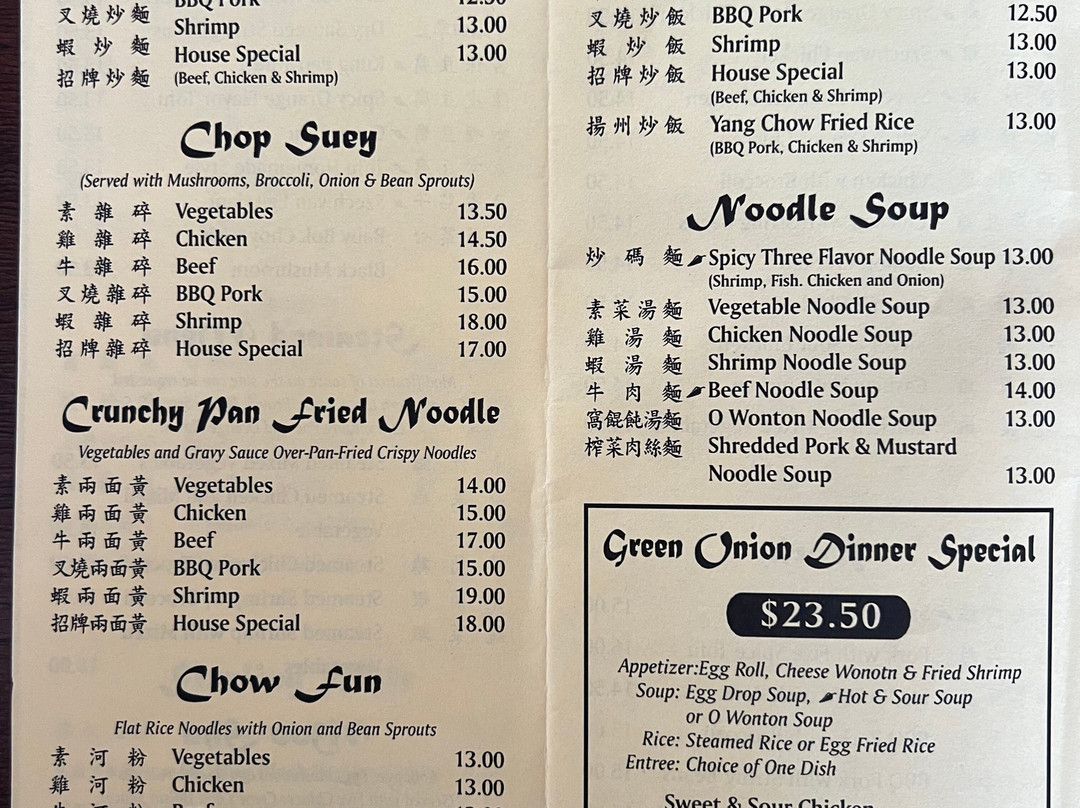 BBQ Pork 12.50
叉燒炒麵
蝦炒麵 Shrimp 13.00
招牌炒麵 House Special 13.00
(Beef, Chicken & Shrimp)
Chop Suey
(Served with Mushrooms, Broccoli, Onion & Bean Sprouts)
素雜碎 Vegetables 13.50
雞雜碎 Chicken 14.50
牛雜碎 Beef 16.00
叉燒雜碎 BBQ Pork 15.00
蝦雜碎 Shrimp 18.00
招牌雜碎 House Special 17.00
Crunchy Pan Fried Noodle
Vegetables and Gravy Sauce Over-Pan-Fried Crispy Noodles
素兩面黃 Vegetables 14.00
雞兩面黃 Chicken 15.00
牛兩面黃 Beef 17.00
叉燒兩面黃 BBQ Pork 15.00
蝦兩面黃 Shrimp 19.00
招牌兩面黃 House Special 18.00
Chow Fun
Flat Rice Noodles with Onion and Bean Sprouts
素河粉 Vegetables 13.00
雞河粉 Chicken 13.00
叉燒炒飯 BBQ Pork 12.50
蝦炒飯 Shrimp 13.00
招牌炒飯 House Special 13.00
(Beef, Chicken & Shrimp)
揚州炒飯 Yang Chow Fried Rice 13.00
(BBQ Pork, Chicken & Shrimp)
Noodle Soup
炒碼麵 Spicy Three Flavor Noodle Soup 13.00
(Shrimp, Fish. Chicken and Onion)
素菜湯麵 Vegetable Noodle Soup 13.00
雞湯麵 Chicken Noodle Soup 13.00
蝦湯麵 Shrimp Noodle Soup 13.00
牛肉麵 Beef Noodle Soup 14.00
窩餛飩湯麵 O Wonton Noodle Soup 13.00
榨菜肉絲麵 Shredded Pork & Mustard
Noodle Soup 13.00
Green Onion Dinner Special
$23.50
Appetizer:Egg Roll, Cheese Wonotn & Fried Shrimp
Soup: Egg Drop Soup, Hot & Sour Soup
or O Wonton Soup
Rice: Steamed Rice or Egg Fried Rice
Entree: Choice of One Dish
Sweet & Sour Chicken